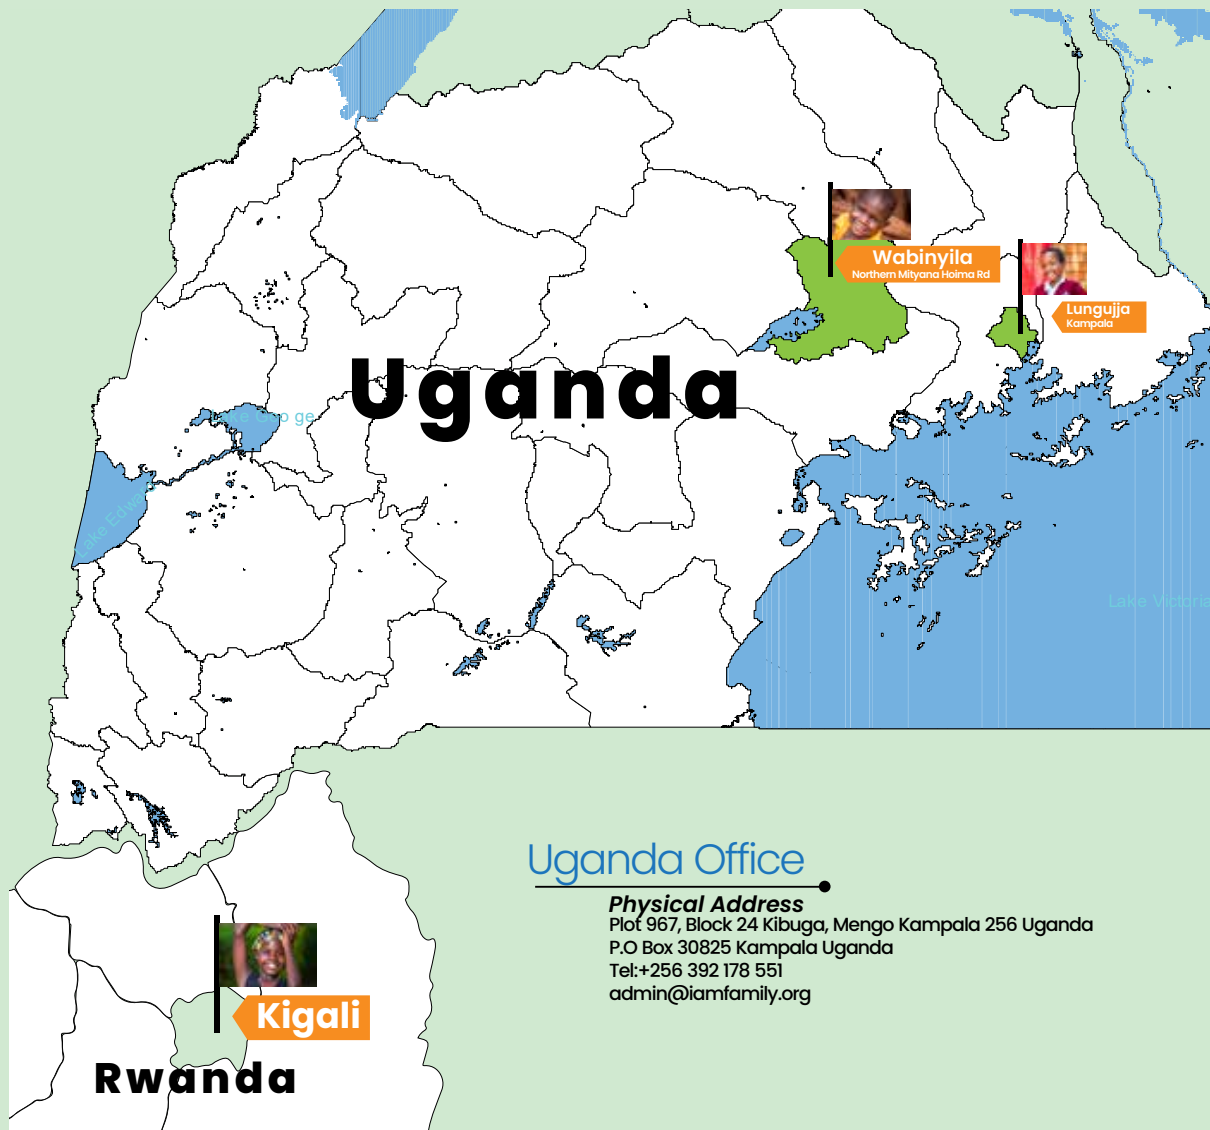 Wabinyila
Northern Mityana Hoima Rd
Lungujja
Kampala
Uganda
Lake Victoria
Uganda Office
Physical Address
Plot 967, Block 24 Kibuga, Mengo Kampala 256 Uganda
P.O Box 30825 Kampala Uganda
Tel:+256 392 178 551
admin@iamfamily.org
Kigali
Rwanda